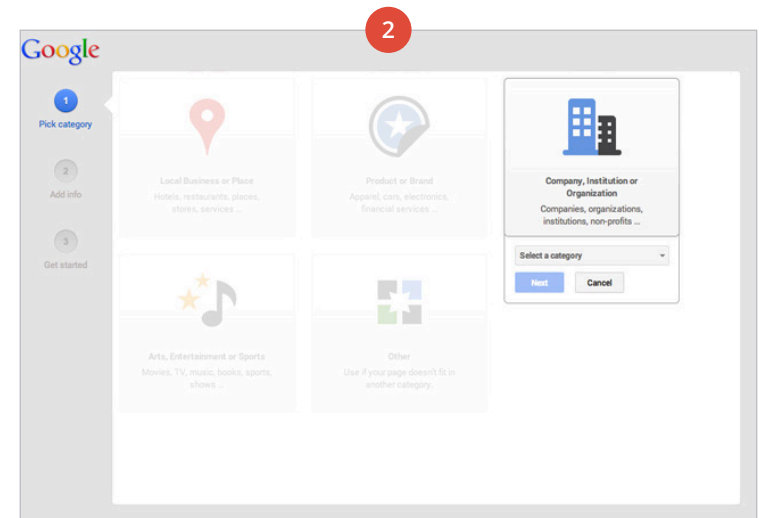 2
Google
1
Pick category
2
Add info
3
Get started
Local Business or Place
Hotels, restaurants, places,
stores, services ...
Product or Brand
Apparel, cars, electronics,
financial services ...
Company, Institution or
Organization
Companies, organizations,
institutions, non-profits ...
Select a category
Next
Cancel
Arts, Entertainment or Sports
Movies, TV, music, books, sports,
shows ...
Other
Use if your page doesn't fit in
another category.